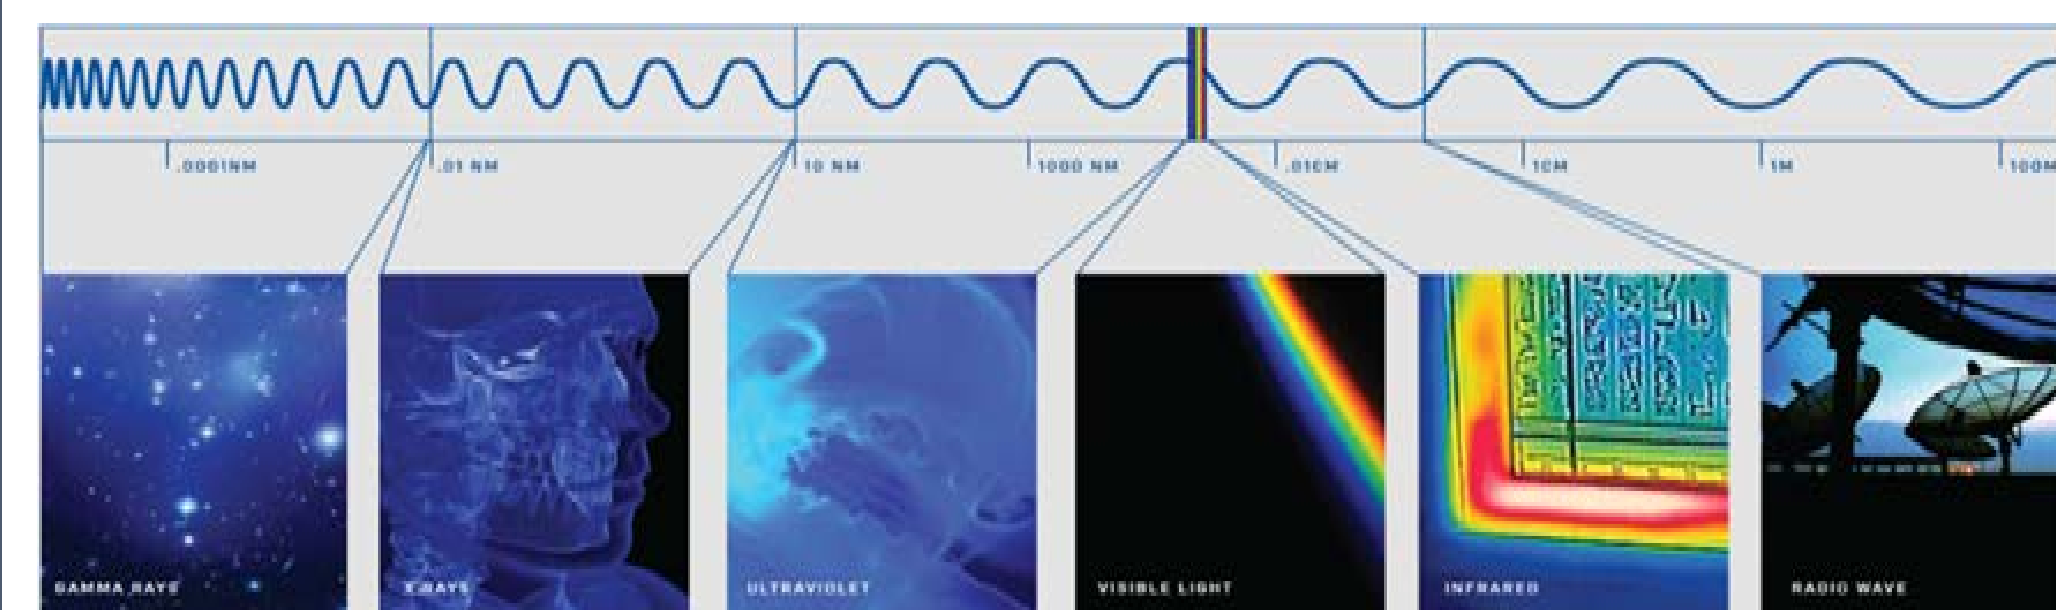 .0001NM
.01 NM
10 NM
1000 NM
.01CM
1CM
1M
100M
GAMMA RAYS
X-RAYS
ULTRAVIOLET
VISIBLE LIGHT
INFRARED
RADIO WAVE